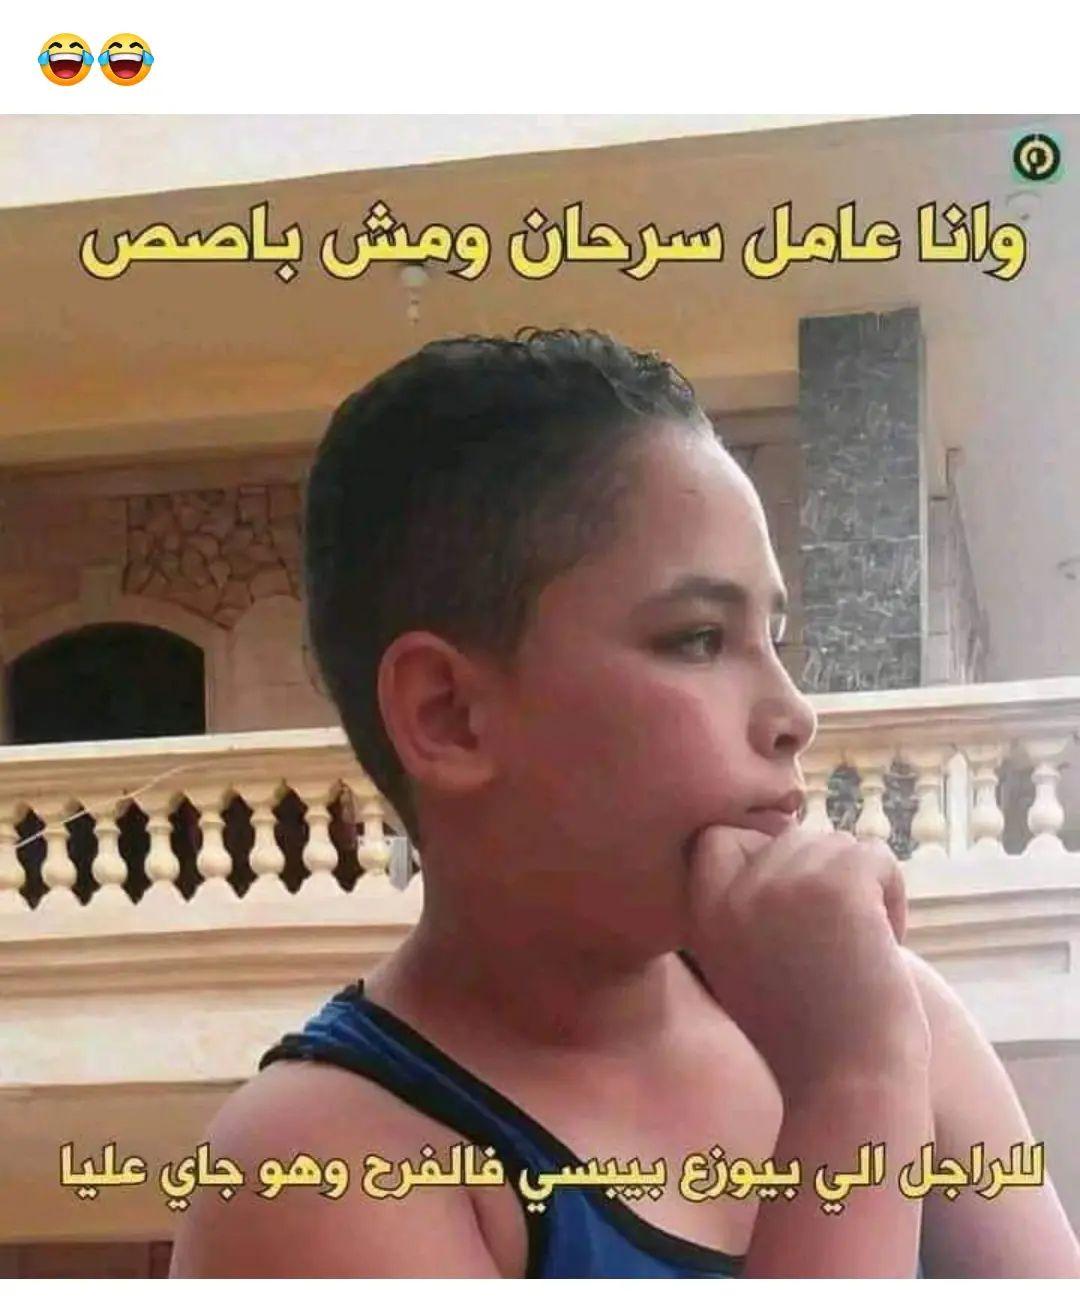 😂😂
وانا عامل سرحان ومش باصص
للراجل الي بيوزع بيبسي فالفرح وهو جاي عليا